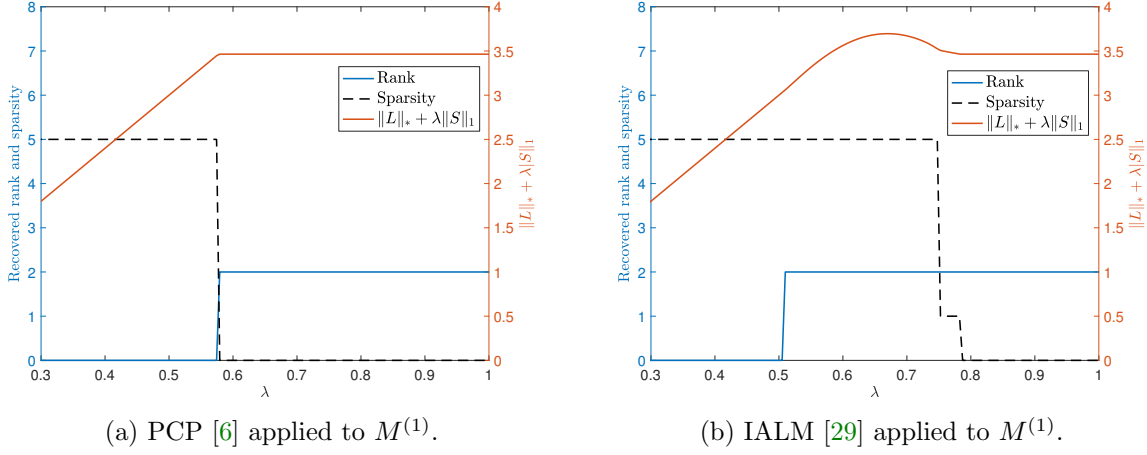 8
7
6
5
4
3
2
1
0
Recovered rank and sparsity
4
3.5
3
2.5
2
1.5
1
0.5
0
‖L‖* + λ|S‖1
0.3 0.4 0.5 0.6 0.7 0.8 0.9 1
λ
Rank
Sparsity
‖L‖* + λ‖S‖1
(a) PCP [6] applied to M(1).
8
7
6
5
4
3
2
1
0
Recovered rank and sparsity
4
3.5
3
2.5
2
1.5
1
0.5
0
‖L‖* + λ|S‖1
0.3 0.4 0.5 0.6 0.7 0.8 0.9 1
λ
Rank
Sparsity
‖L‖* + λ‖S‖1
(b) IALM [29] applied to M(1).